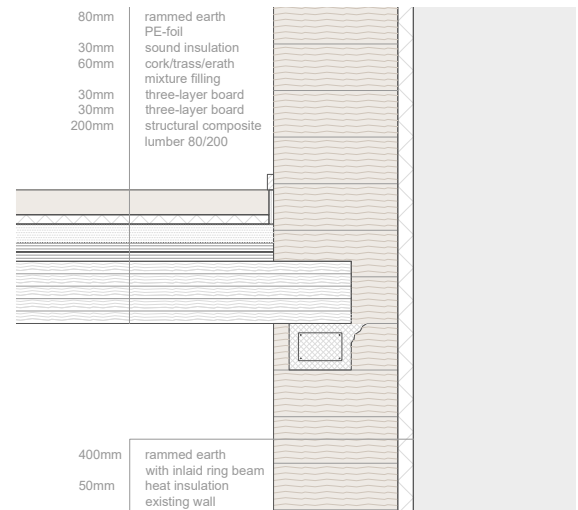 80mm rammed earth
PE-foil
30mm sound insulation
60mm cork/trass/erath
mixture filling
30mm three-layer board
30mm three-layer board
200mm structural composite
lumber 80/200
400mm rammed earth
with inlaid ring beam
50mm heat insulation
existing wall